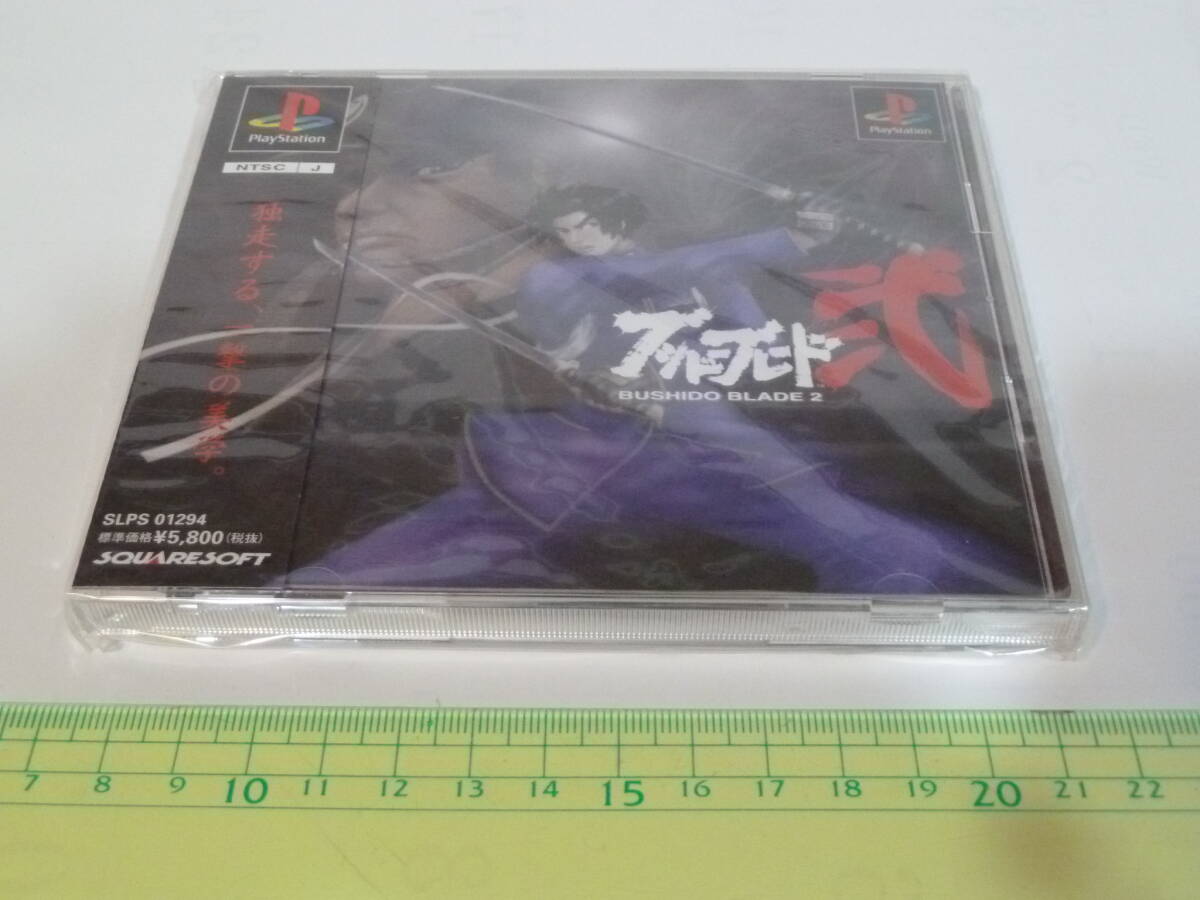 PlayStation
NTSC J
独走する、一撃の美学。
SLPS 01294
標準価格¥5,800(税抜)
SQUARESOFT
PlayStation
ブシドーブレード弐
BUSHIDO BLADE 2
7 8 9 10 11 12 13 14 15 16 17 18 19 20 21 22